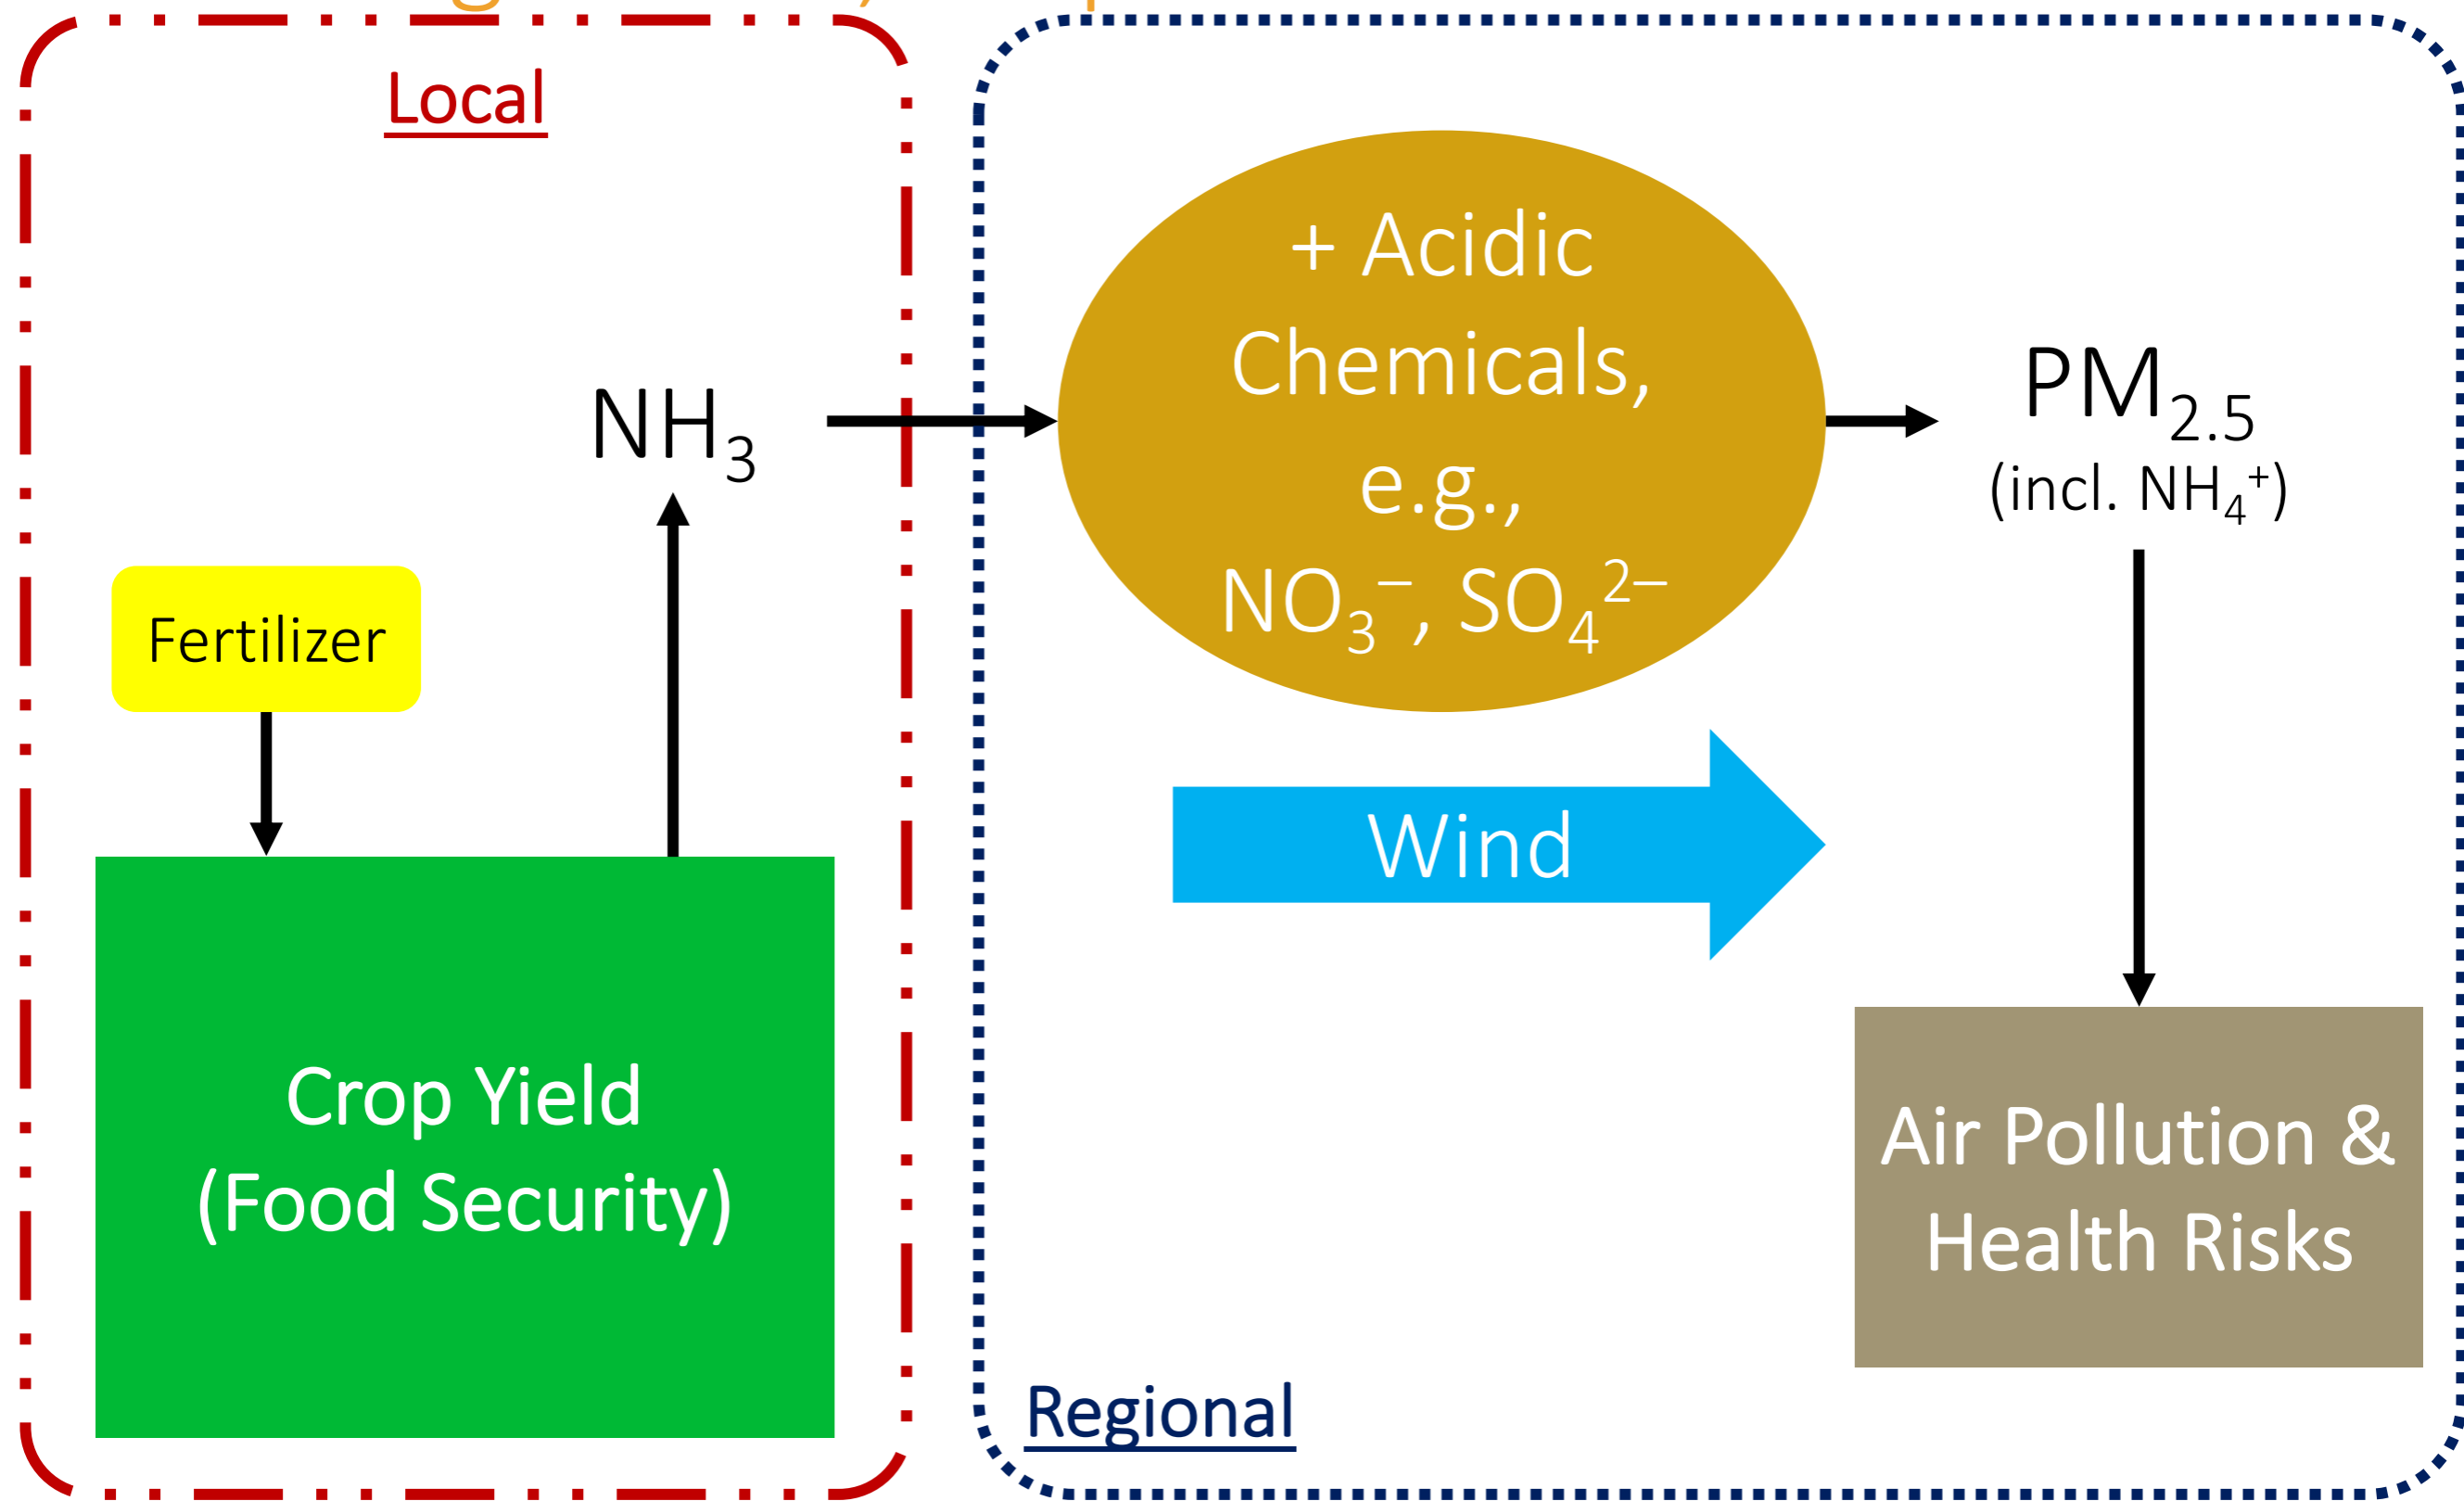 Local
NH₃
Fertilizer
Crop Yield
(Food Security)
+ Acidic
Chemicals,
e.g.,
NO₃⁻, SO₄²⁻
Wind
PM₂.₅
(incl. NH₄⁺)
Air Pollution &
Health Risks
Regional